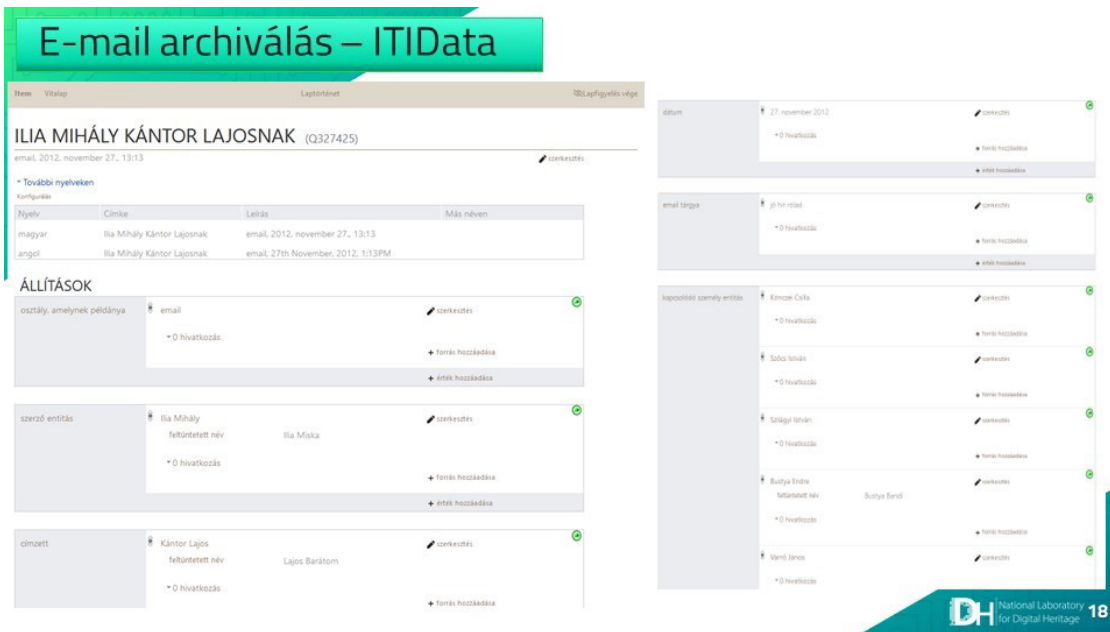 E-mail archiválás – ITIData
Item Vitalap Laptörténet Lapfigyelés vége
ILIA MIHÁLY KÁNTOR LAJOSNAK (Q327425)
email, 2012. november 27., 13:13 szerkesztés
További nyelveken
Konfigurálás
Nyelv Címke Leírás Más néven
magyar Ilia Mihály Kántor Lajosnak email, 2012. november 27., 13:13
angol Ilia Mihály Kántor Lajosnak email, 27th November, 2012, 1:13PM
ÁLLÍTÁSOK
osztály, amelynek példánya email szerkesztés
0 hivatkozás
+ forrás hozzáadása
+ érték hozzáadása
szerző entitás Ilia Mihály szerkesztés
feltüntetett név Ilia Miska
0 hivatkozás
+ forrás hozzáadása
+ érték hozzáadása
címzett Kántor Lajos szerkesztés
feltüntetett név Lajos Barátom
0 hivatkozás
+ forrás hozzáadása
dátum 27. november 2012 szerkesztés
0 hivatkozás
+ forrás hozzáadása
+ érték hozzáadása
email tárgya jó hír rólad szerkesztés
0 hivatkozás
+ forrás hozzáadása
+ érték hozzáadása
kapcsolódó személy entitás Könczei Csilla szerkesztés
0 hivatkozás
+ forrás hozzáadása
Szőcs István szerkesztés
0 hivatkozás
+ forrás hozzáadása
Szilágyi István szerkesztés
0 hivatkozás
+ forrás hozzáadása
Bustya Endre szerkesztés
feltüntetett név Bustya Bandi
0 hivatkozás
+ forrás hozzáadása
Varró János szerkesztés
0 hivatkozás
DH National Laboratory
for Digital Heritage 18